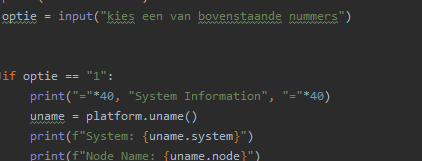 optie = input("kies een van bovenstaande nummers")
if optie == "1":
print("="*40, "System Information", "="*40)
uname = platform.uname()
print(f"System: {uname.system}")
print(f"Node Name: {uname.node}")